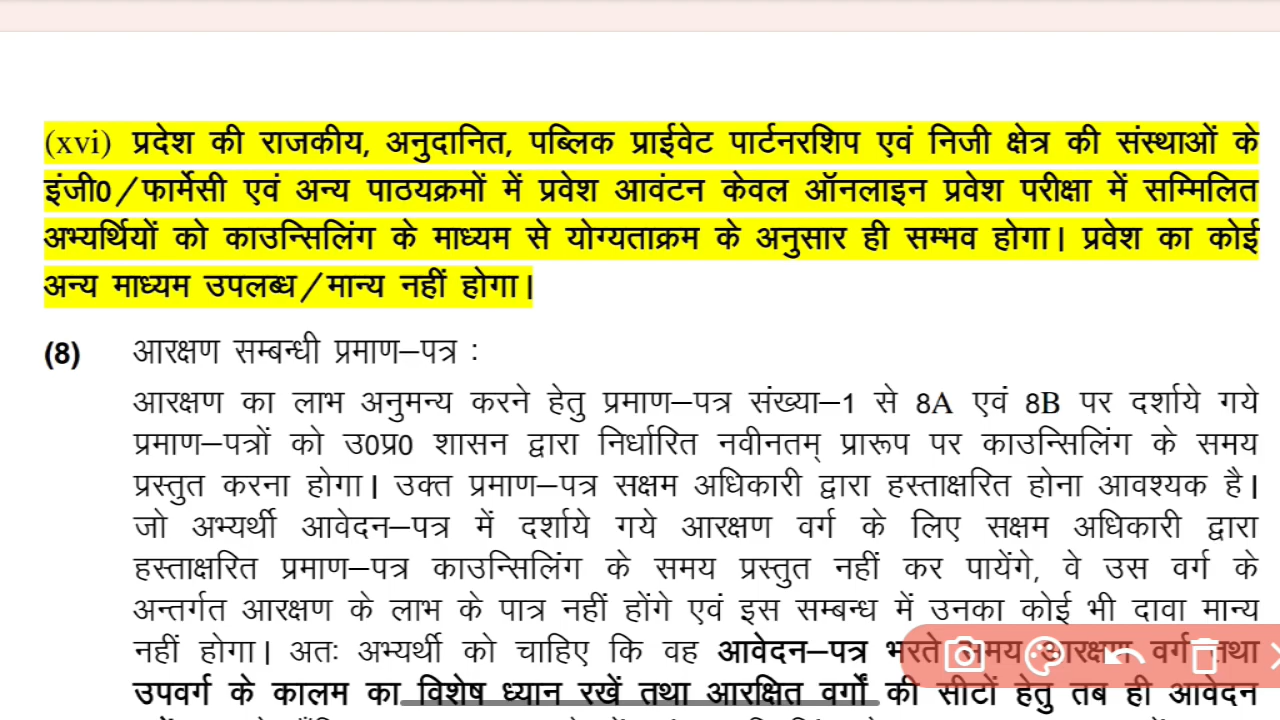 (xvi) प्रदेश की राजकीय, अनुदानित, पब्लिक प्राईवेट पार्टनरशिप एवं निजी क्षेत्र की संस्थाओं के
इंजी0/फार्मेसी एवं अन्य पाठयक्रमों में प्रवेश आवंटन केवल ऑनलाइन प्रवेश परीक्षा में सम्मिलित
अभ्यर्थियों को काउन्सिलिंग के माध्यम से योग्यताक्रम के अनुसार ही सम्भव होगा। प्रवेश का कोई
अन्य माध्यम उपलब्ध/मान्य नहीं होगा।
(8) आरक्षण सम्बन्धी प्रमाण–पत्र :
आरक्षण का लाभ अनुमन्य करने हेतु प्रमाण–पत्र संख्या–1 से 8A एवं 8B पर दर्शाये गये
प्रमाण–पत्रों को उ0प्र0 शासन द्वारा निर्धारित नवीनतम् प्रारूप पर काउन्सिलिंग के समय
प्रस्तुत करना होगा। उक्त प्रमाण–पत्र सक्षम अधिकारी द्वारा हस्ताक्षरित होना आवश्यक है।
जो अभ्यर्थी आवेदन–पत्र में दर्शाये गये आरक्षण वर्ग के लिए सक्षम अधिकारी द्वारा
हस्ताक्षरित प्रमाण–पत्र काउन्सिलिंग के समय प्रस्तुत नहीं कर पायेंगे, वे उस वर्ग के
अन्तर्गत आरक्षण के लाभ के पात्र नहीं होंगे एवं इस सम्बन्ध में उनका कोई भी दावा मान्य
नहीं होगा। अतः अभ्यर्थी को चाहिए कि वह आवेदन–पत्र भरते समय आरक्षण वर्ग तथा
उपवर्ग के कालम का विशेष ध्यान रखें तथा आरक्षित वर्गों की सीटों हेतु तब ही आवेदन